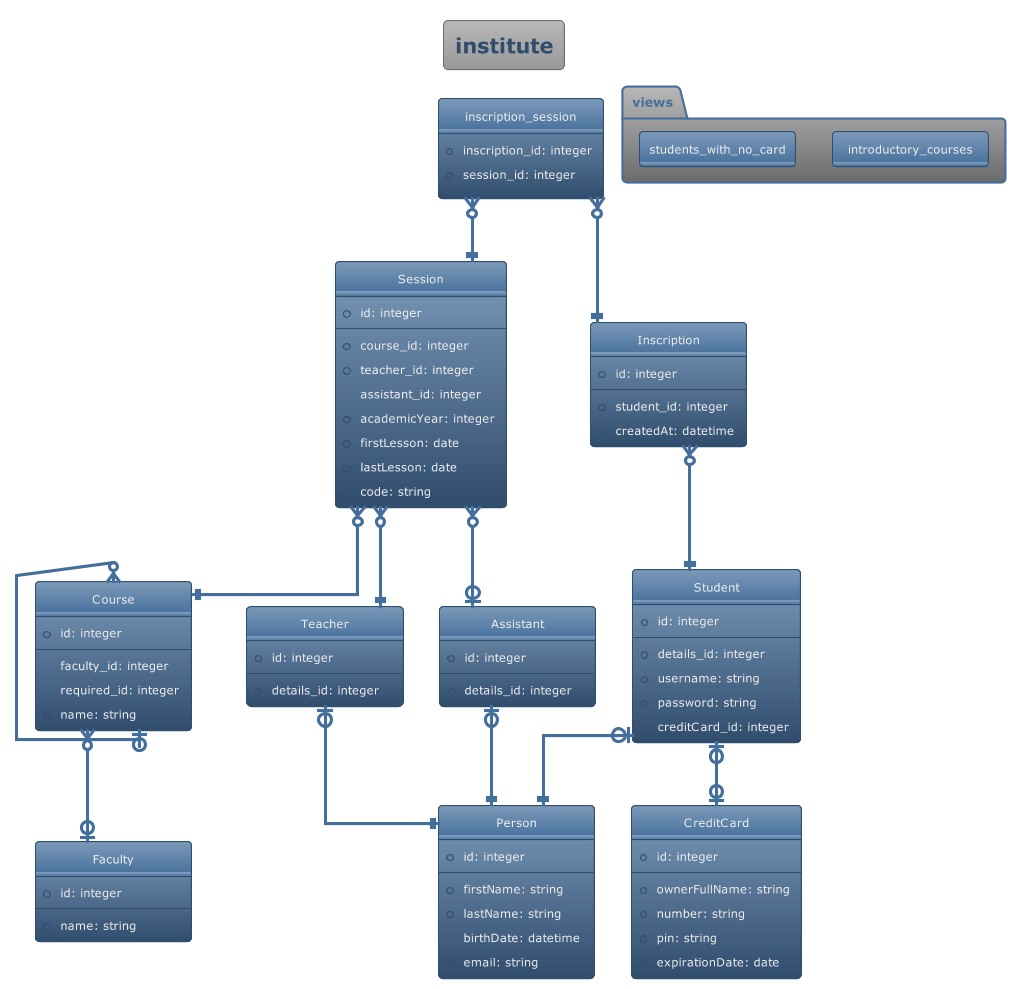 institute
views
students_with_no_card
introductory_courses
inscription_session
inscription_id: integer
session_id: integer
Session
id: integer
course_id: integer
teacher_id: integer
assistant_id: integer
academicYear: integer
firstLesson: date
lastLesson: date
code: string
Inscription
id: integer
student_id: integer
createdAt: datetime
Course
id: integer
faculty_id: integer
required_id: integer
name: string
Teacher
id: integer
details_id: integer
Assistant
id: integer
details_id: integer
Student
id: integer
details_id: integer
username: string
password: string
creditCard_id: integer
Faculty
id: integer
name: string
Person
id: integer
firstName: string
lastName: string
birthDate: datetime
email: string
CreditCard
id: integer
ownerFullName: string
number: string
pin: string
expirationDate: date